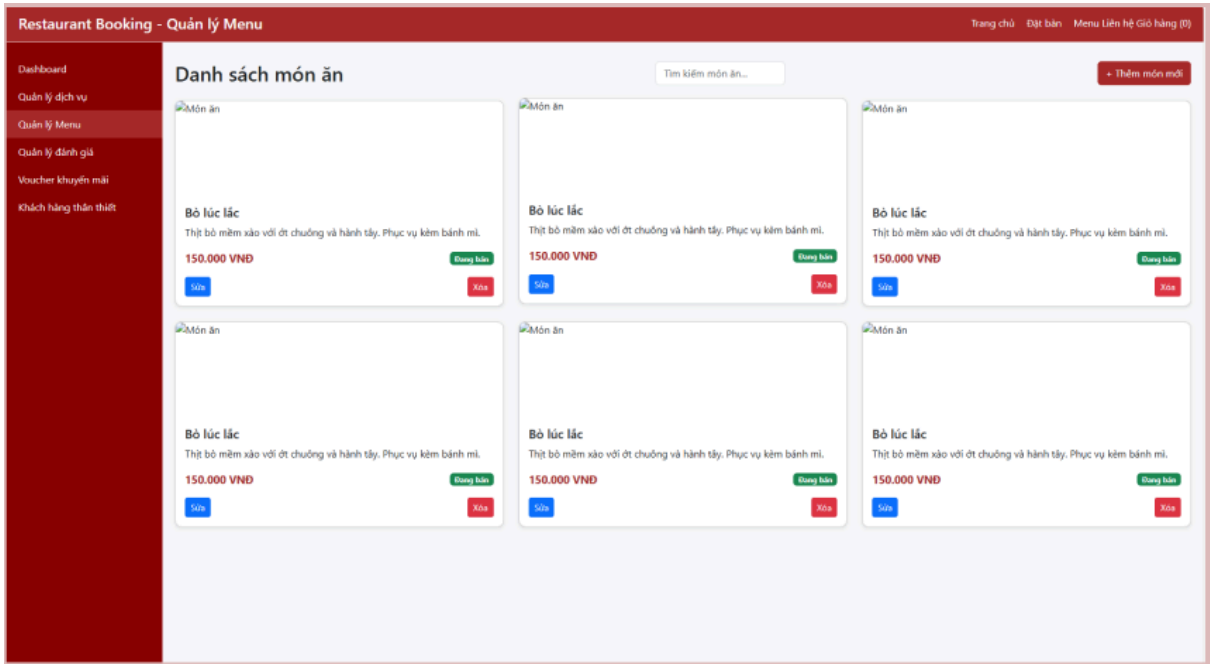 Restaurant Booking - Quản lý Menu
Trang chủ Đặt bàn Menu Liên hệ Giỏ hàng (0)
Dashboard
Quản lý dịch vụ
Quản lý Menu
Quản lý đánh giá
Voucher khuyến mãi
Khách hàng thân thiết
Danh sách món ăn
Tìm kiếm món ăn...
+ Thêm món mới
Món ăn
Bò lúc lắc
Thịt bò mềm xào với ớt chuông và hành tây. Phục vụ kèm bánh mì.
150.000 VNĐ
Đang bán
Sửa
Xóa
Món ăn
Bò lúc lắc
Thịt bò mềm xào với ớt chuông và hành tây. Phục vụ kèm bánh mì.
150.000 VNĐ
Đang bán
Sửa
Xóa
Món ăn
Bò lúc lắc
Thịt bò mềm xào với ớt chuông và hành tây. Phục vụ kèm bánh mì.
150.000 VNĐ
Đang bán
Sửa
Xóa
Món ăn
Bò lúc lắc
Thịt bò mềm xào với ớt chuông và hành tây. Phục vụ kèm bánh mì.
150.000 VNĐ
Đang bán
Sửa
Xóa
Món ăn
Bò lúc lắc
Thịt bò mềm xào với ớt chuông và hành tây. Phục vụ kèm bánh mì.
150.000 VNĐ
Đang bán
Sửa
Xóa
Món ăn
Bò lúc lắc
Thịt bò mềm xào với ớt chuông và hành tây. Phục vụ kèm bánh mì.
150.000 VNĐ
Đang bán
Sửa
Xóa